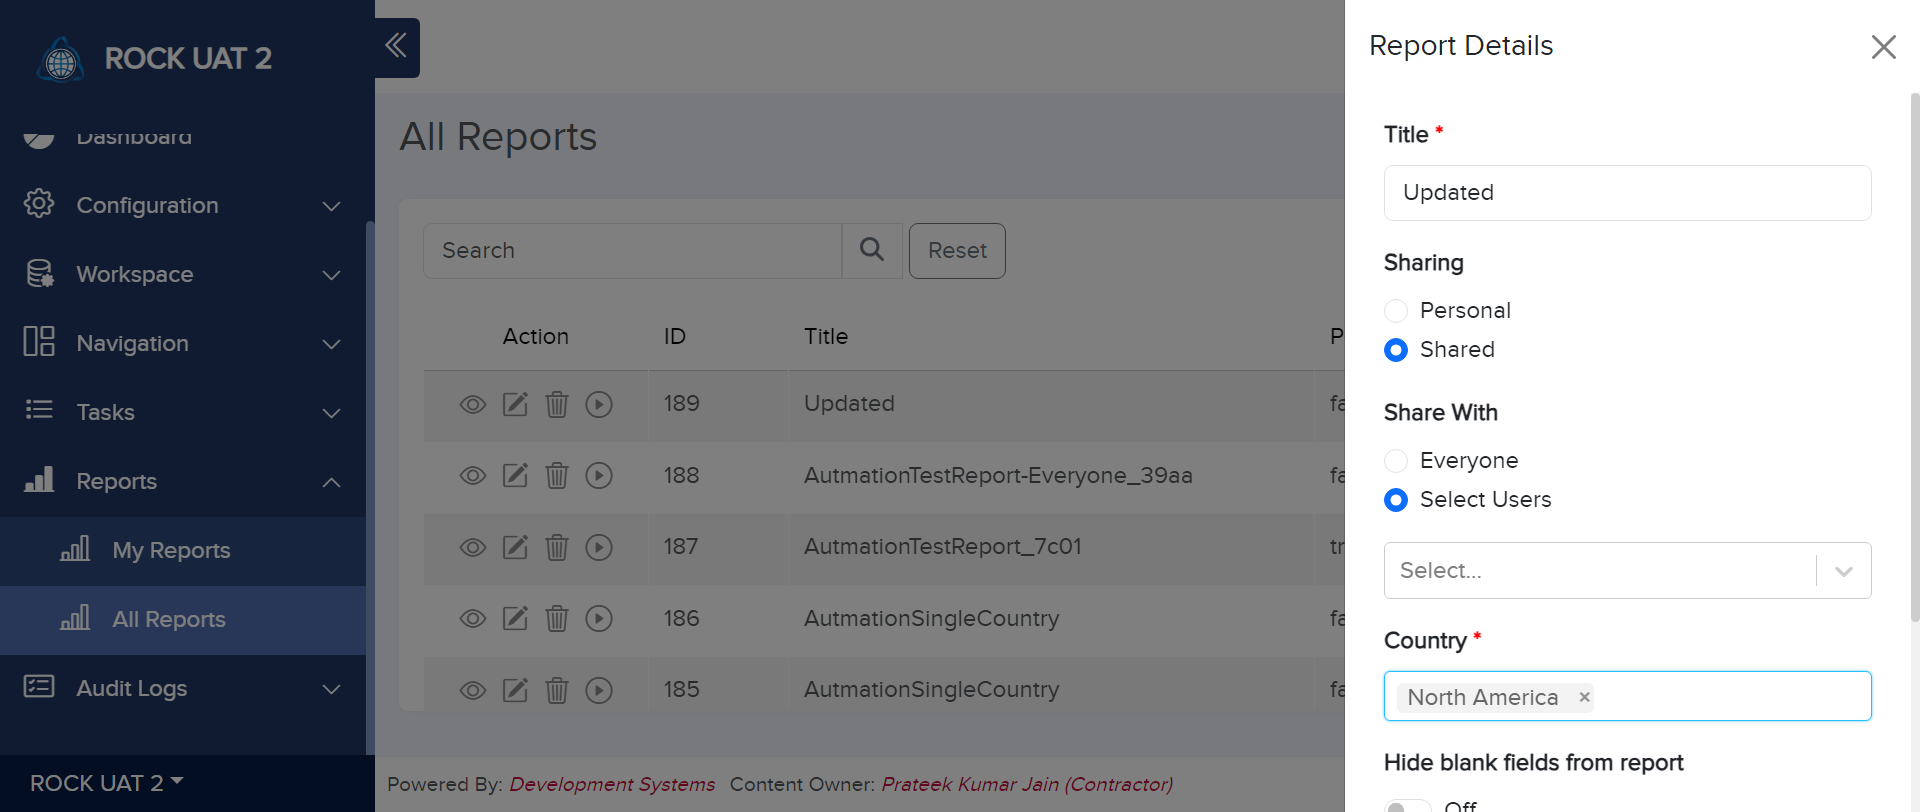 ROCK UAT 2
Dashboard
Configuration
Workspace
Navigation
Tasks
Reports
My Reports
All Reports
Audit Logs
ROCK UAT 2
All Reports
Search
Reset
Action ID Title P
189 Updated fa
188 AutmationTestReport-Everyone_39aa fa
187 AutmationTestReport_7c01 tr
186 AutmationSingleCountry fa
185 AutmationSingleCountry fa
Powered By: Development Systems Content Owner: Prateek Kumar Jain (Contractor)
Report Details
Title *
Updated
Sharing
Personal
Shared
Share With
Everyone
Select Users
Select...
Country *
North America ×
Hide blank fields from report
Off